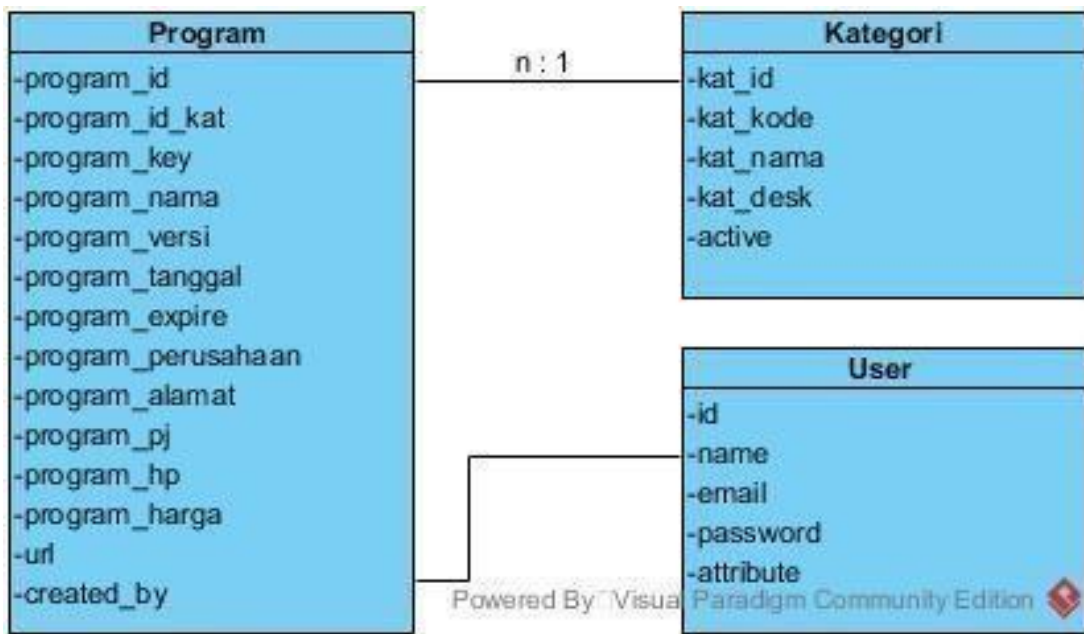 Program
-program_id
-program_id_kat
-program_key
-program_nama
-program_versi
-program_tanggal
-program_expire
-program_perusahaan
-program_alamat
-program_pj
-program_hp
-program_harga
-url
-created_by
n : 1
Kategori
-kat_id
-kat_kode
-kat_nama
-kat_desk
-active
User
-id
-name
-email
-password
-attribute
Powered By Visual Paradigm Community Edition